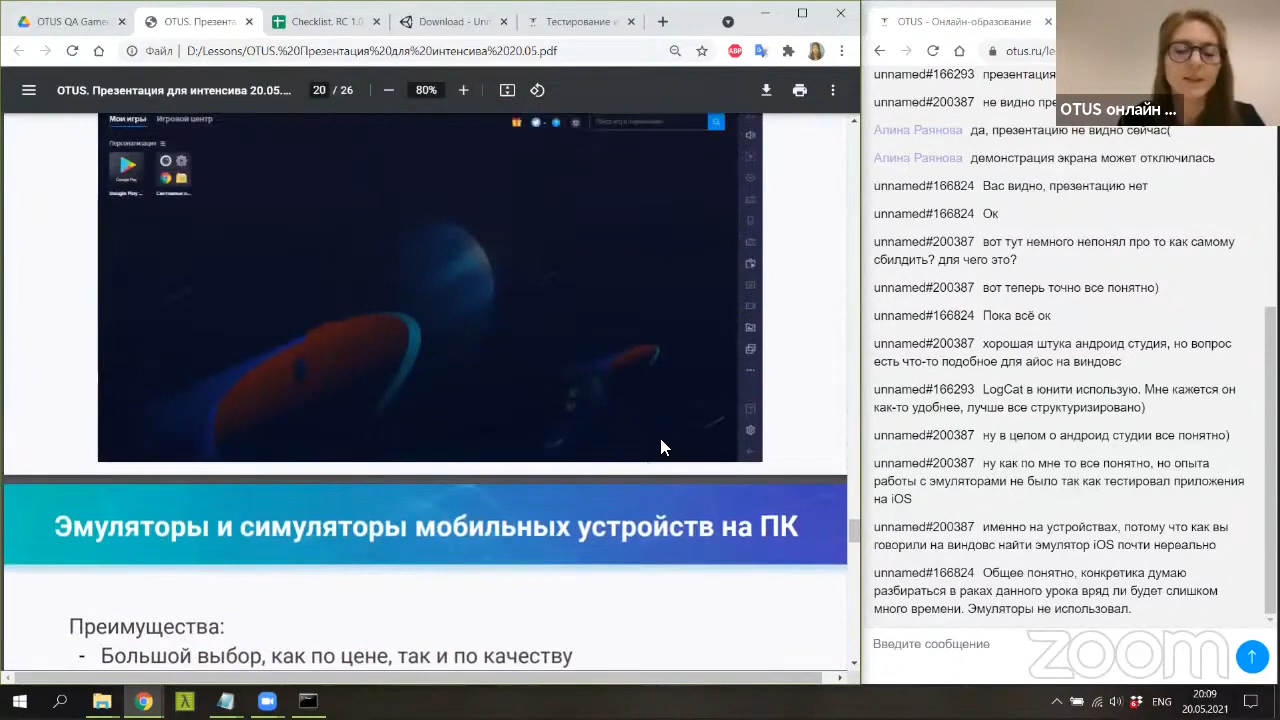 OTUS QA Game
OTUS. Презента
Checklist: RC 1.0
Download - Un
Тестирование к
OTUS - Онлайн-образование
Файл
D:/Lessons/OTUS.%20Презентация%20для%20интенсива%2020.05.pdf
otus.ru/le
OTUS. Презентация для интенсива 20.05....
20 / 26
80%
Мои игры
Игровой центр
Персонализация
Google Play
Google Play ...
unnamed#166293 презентация
unnamed#200387 не видно пре
OTUS онлайн ...
Алина Раянова да, презентацию не видно сейчас(
Алина Раянова демонстрация экрана может отключилась
unnamed#166824 Вас видно, презентацию нет
unnamed#166824 Ок
unnamed#200387 вот тут немного непонял про то как самому
сбилдить? для чего это?
unnamed#200387 вот теперь точно все понятно)
unnamed#166824 Пока всё ок
unnamed#200387 хорошая штука андроид студия, но вопрос
есть что-то подобное для айос на виндовс
unnamed#166293 LogCat в юнити использую. Мне кажется он
как-то удобнее, лучше все структуризировано)
unnamed#200387 ну в целом о андроид студии все понятно)
unnamed#200387 ну как по мне то все понятно, но опыта
работы с эмуляторами не было так как тестировал приложения
на iOS
unnamed#200387 именно на устройствах, потому что как вы
говорили на виндовс найти эмулятор iOS почти нереально
unnamed#166824 Общее понятно, конкретика думаю
разбираться в раках данного урока вряд ли будет слишком
много времени. Эмуляторы не использовал.
Введите сообщение
zoom
Эмуляторы и симуляторы мобильных устройств на ПК
Преимущества:
- Большой выбор, как по цене, так и по качеству
ENG
20:09
20.05.2021